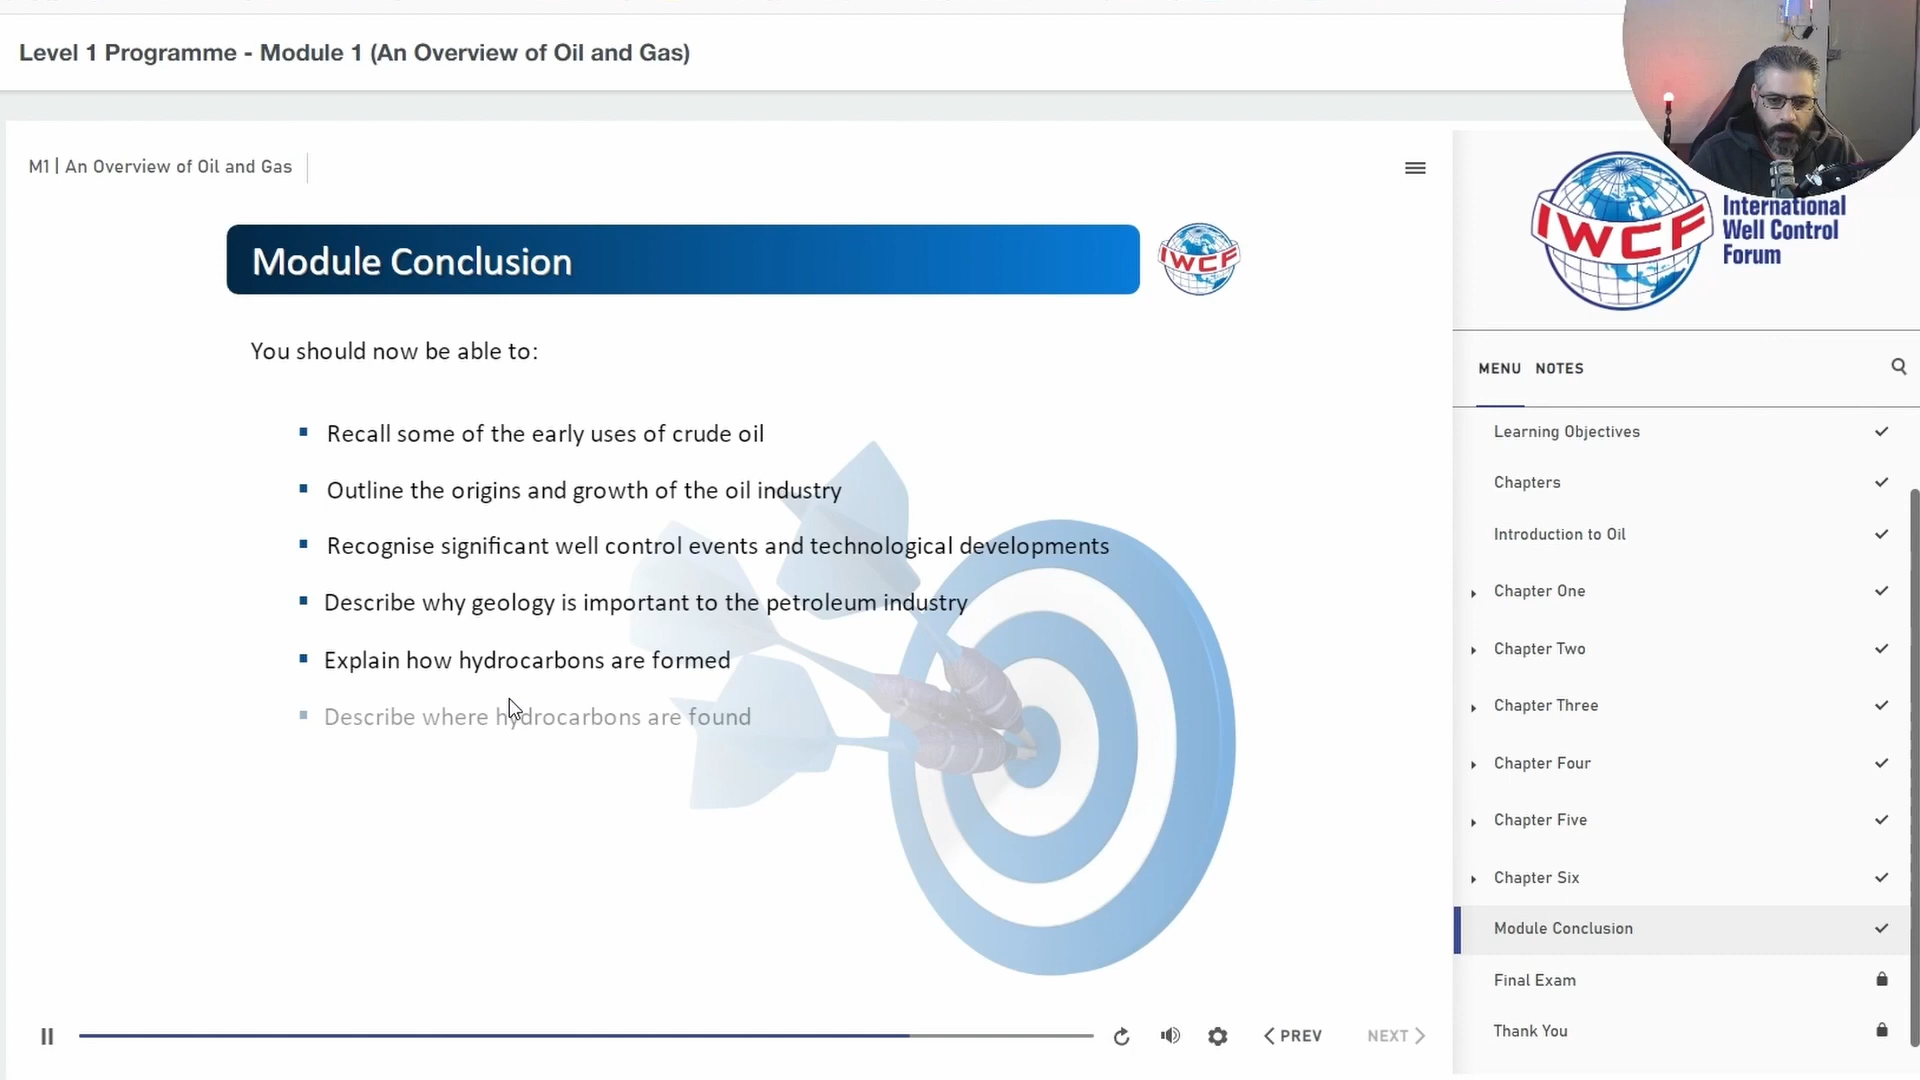 Level 1 Programme - Module 1 (An Overview of Oil and Gas)
M1 | An Overview of Oil and Gas
Module Conclusion
IWCF
You should now be able to:
Recall some of the early uses of crude oil
Outline the origins and growth of the oil industry
Recognise significant well control events and technological developments
Describe why geology is important to the petroleum industry
Explain how hydrocarbons are formed
Describe where hydrocarbons are found
PREV
NEXT
IWCF
International
Well Control
Forum
MENU NOTES
Learning Objectives
Chapters
Introduction to Oil
Chapter One
Chapter Two
Chapter Three
Chapter Four
Chapter Five
Chapter Six
Module Conclusion
Final Exam
Thank You